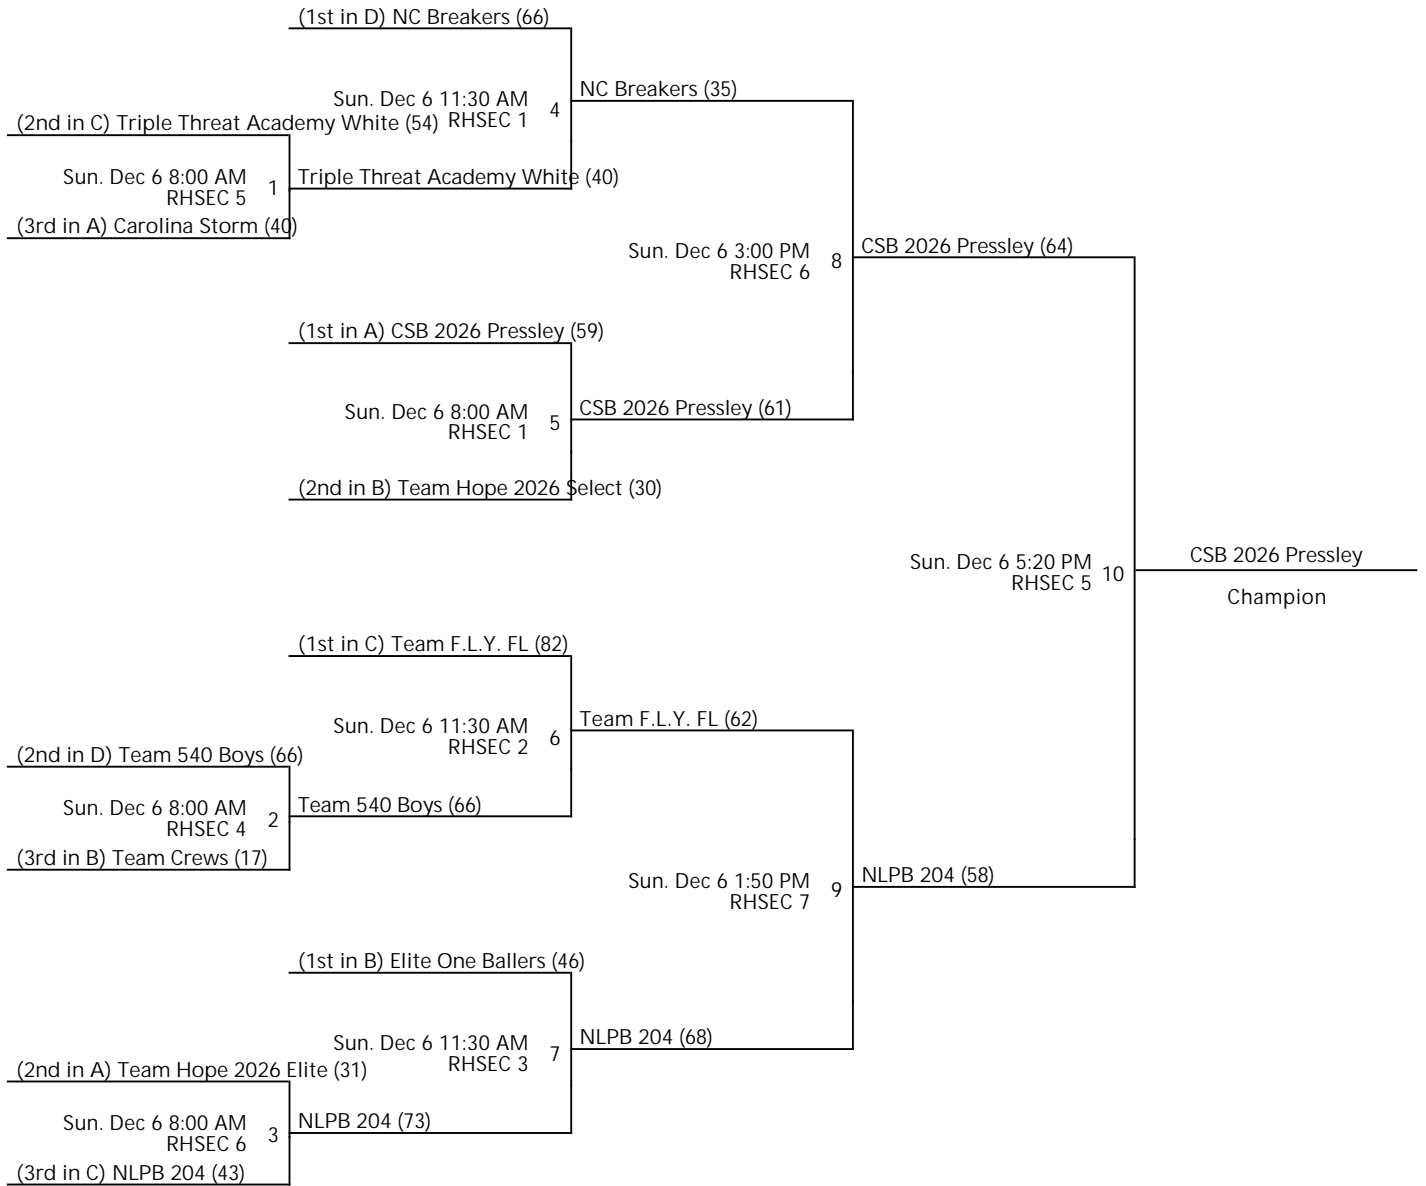 (1st in D) NC Breakers (66)
NC Breakers (35)
Sun. Dec 6 11:30 AM
4
RHSEC 1
(2nd in C) Triple Threat Academy White (54)
Sun. Dec 6 8:00 AM
1
RHSEC 5
Triple Threat Academy White (40)
(3rd in A) Carolina Storm (40)
Sun. Dec 6 3:00 PM
8
RHSEC 6
CSB 2026 Pressley (64)
(1st in A) CSB 2026 Pressley (59)
Sun. Dec 6 8:00 AM
5
RHSEC 1
CSB 2026 Pressley (61)
(2nd in B) Team Hope 2026 Select (30)
Sun. Dec 6 5:20 PM
10
RHSEC 5
CSB 2026 Pressley
Champion
(1st in C) Team F.L.Y. FL (82)
Sun. Dec 6 11:30 AM
6
RHSEC 2
Team F.L.Y. FL (62)
(2nd in D) Team 540 Boys (66)
Sun. Dec 6 8:00 AM
2
RHSEC 4
Team 540 Boys (66)
(3rd in B) Team Crews (17)
Sun. Dec 6 1:50 PM
9
RHSEC 7
NLPB 204 (58)
(1st in B) Elite One Ballers (46)
Sun. Dec 6 11:30 AM
7
RHSEC 3
NLPB 204 (68)
(2nd in A) Team Hope 2026 Elite (31)
Sun. Dec 6 8:00 AM
3
RHSEC 6
NLPB 204 (73)
(3rd in C) NLPB 204 (43)